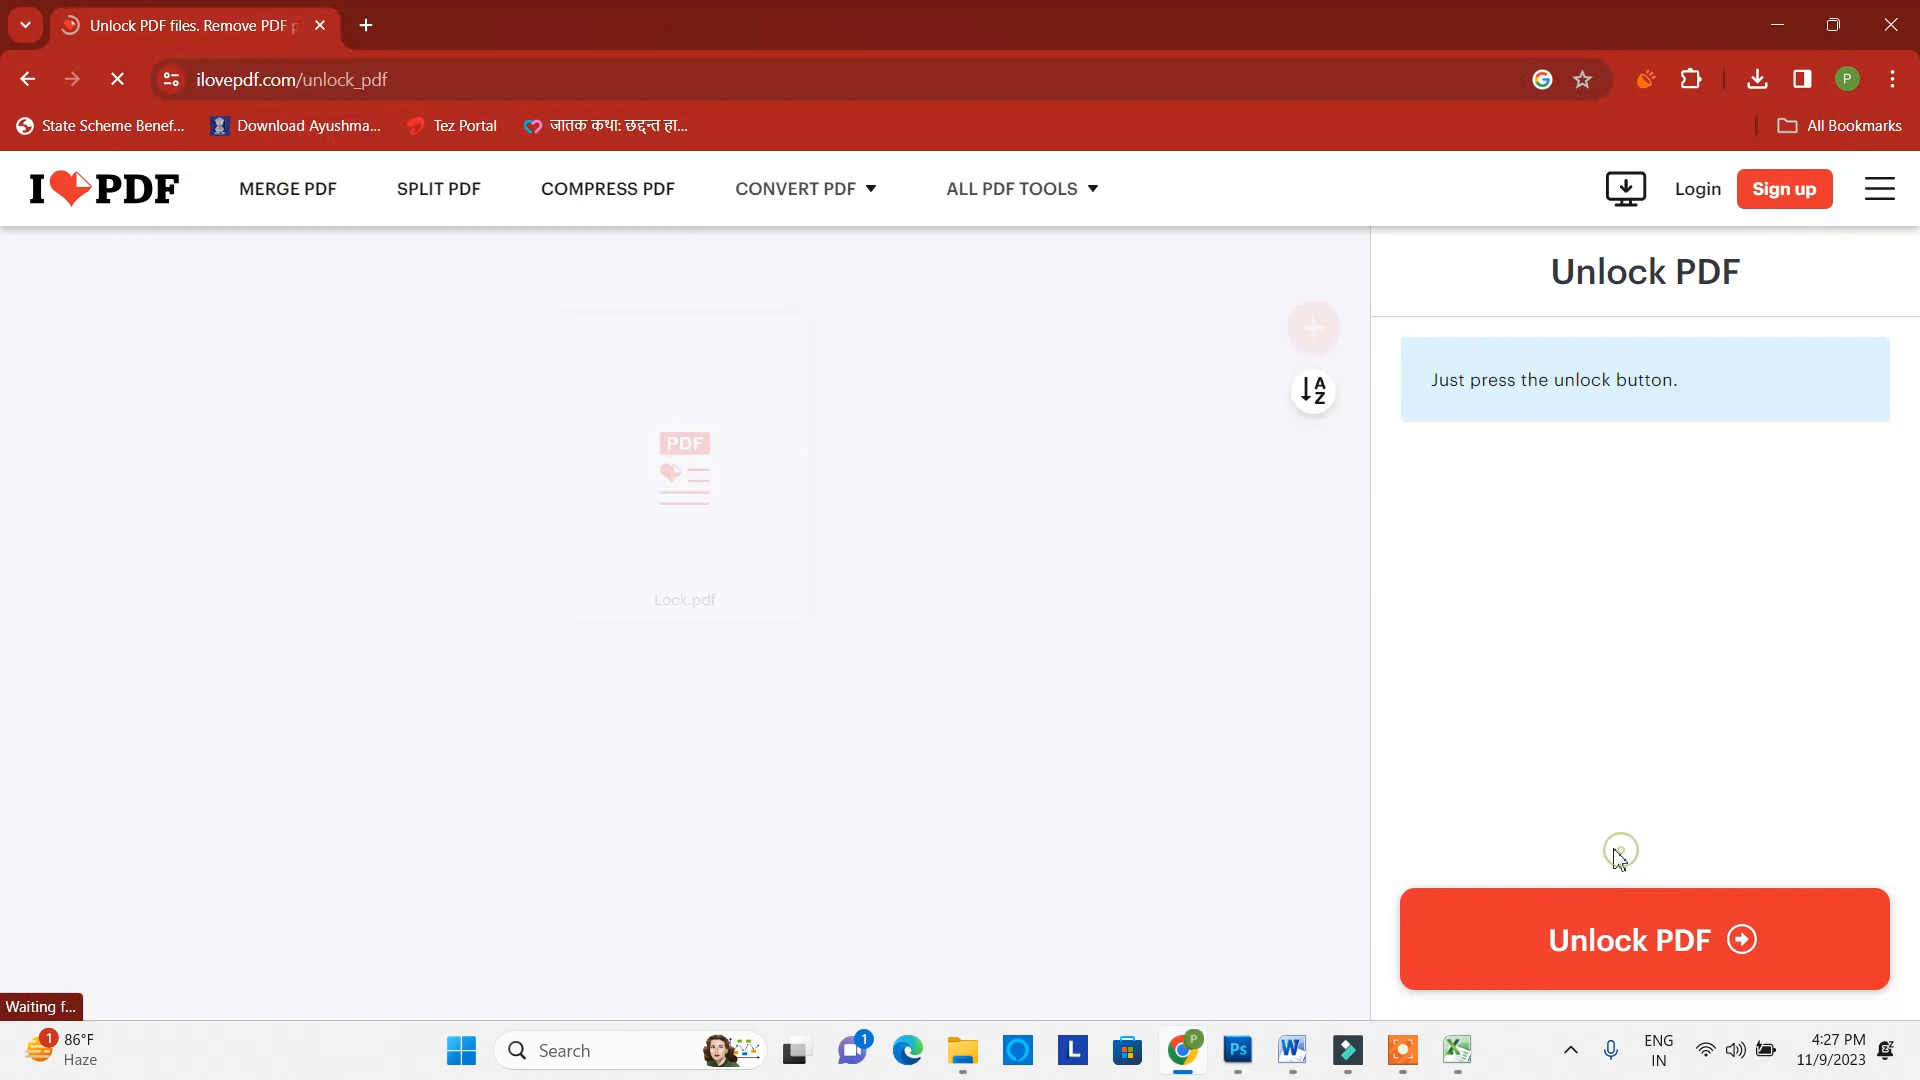 Unlock PDF files. Remove PDF p
ilovepdf.com/unlock_pdf
State Scheme Benef...
Download Ayushma...
Tez Portal
जातक कथा: छद्दन्त हा...
All Bookmarks
I PDF
MERGE PDF
SPLIT PDF
COMPRESS PDF
CONVERT PDF
ALL PDF TOOLS
Login
Sign up
Unlock PDF
Just press the unlock button.
A
Z
PDF
Lock.pdf
Unlock PDF
Waiting f...
1
86°F
Haze
Search
1
L
P
Ps
ENG
IN
4:27 PM
11/9/2023